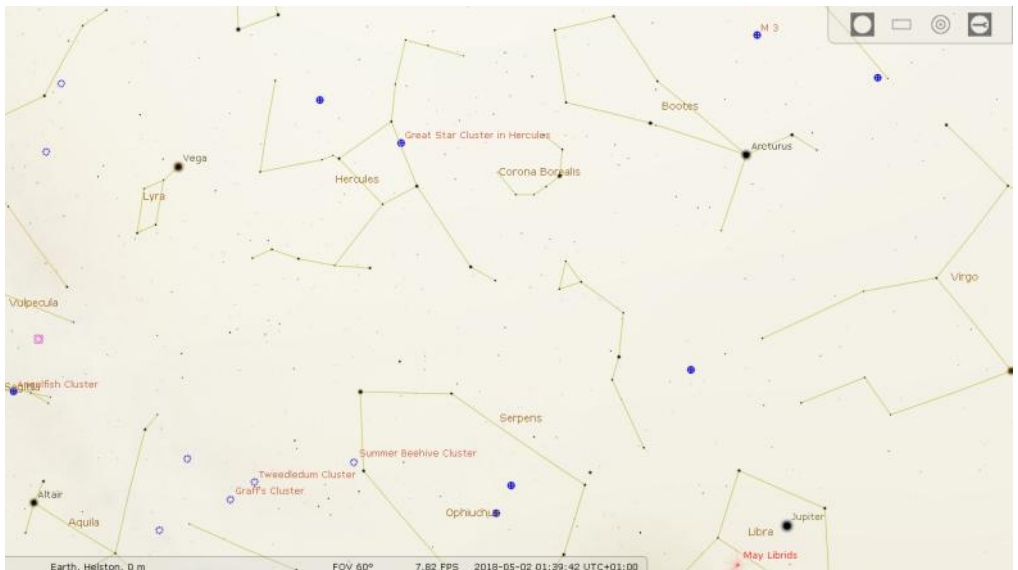 M 3
Bootes
Great Star Cluster in Hercules
Arcturus
Vega
Corona Borealis
Hercules
Lyra
Virgo
Vulpecula
Angelfish Cluster
Serpens
Summer Beehive Cluster
Tweedledum Cluster
Graff's Cluster
Altair
Aquila
Ophiuchus
Jupiter
Libra
May Librids
Earth, Helston, 0 m FOV 60° 7.82 FPS 2018-05-02 01:39:42 UTC+01:00